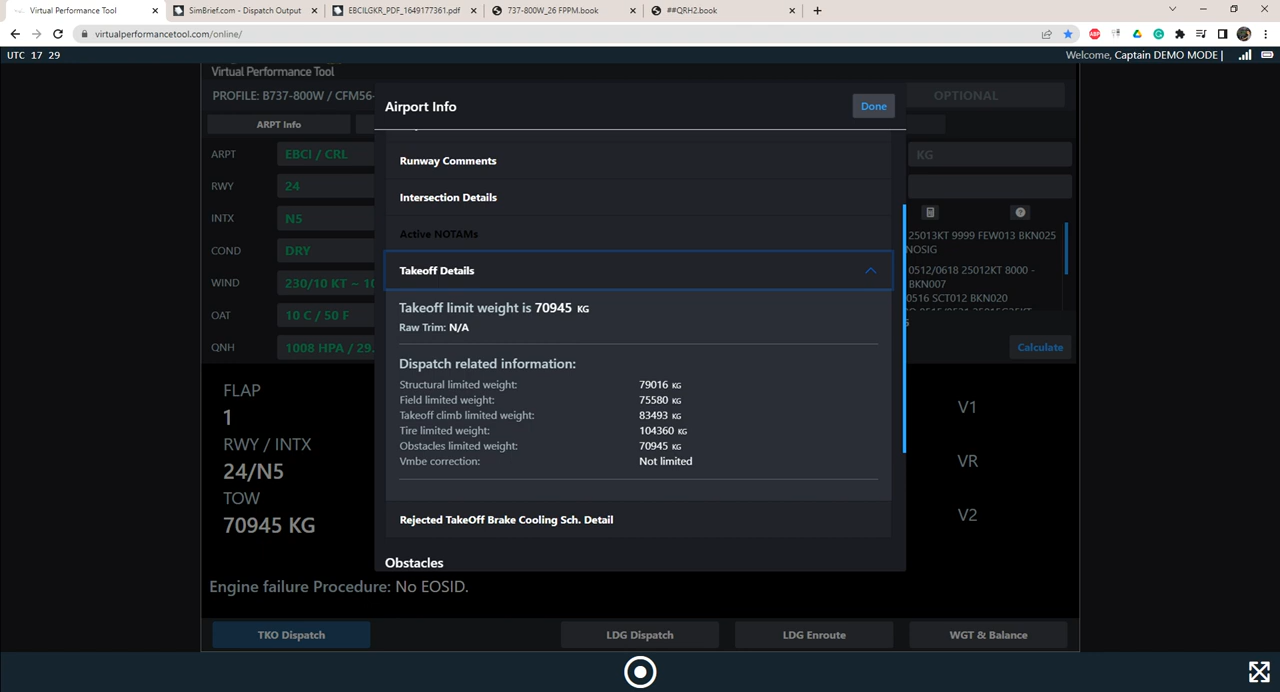 Virtual Performance Tool
SimBrief.com - Dispatch Output
EBCILGKR_PDF_1649177361.pdf
737-800W_26 FPPM.book
##QRH2.book
virtualperformancetool.com/online/
ABP
UTC 17 29
Welcome, Captain DEMO MODE |
Virtual Performance Tool
PROFILE: B737-800W / CFM56-
OPTIONAL
Airport Info
Done
ARPT Info
ARPT
EBCI / CRL
KG
RWY
24
INTX
N5
COND
DRY
WIND
230/10 KT ~ 10
OAT
10 C / 50 F
QNH
1008 HPA / 29.
Runway Comments
Intersection Details
Active NOTAMs
Takeoff Details
Takeoff limit weight is 70945 KG
Raw Trim: N/A
Dispatch related information:
Structural limited weight: 79016 KG
Field limited weight: 75580 KG
Takeoff climb limited weight: 83493 KG
Tire limited weight: 104360 KG
Obstacles limited weight: 70945 KG
Vmbe correction: Not limited
Rejected TakeOff Brake Cooling Sch. Detail
Obstacles
25013KT 9999 FEW013 BKN025
NOSIG
0512/0618 25012KT 8000 -
BKN007
0516 SCT012 BKN020
Calculate
FLAP
1
RWY / INTX
24/N5
TOW
70945 KG
V1
VR
V2
Engine failure Procedure: No EOSID.
TKO Dispatch
LDG Dispatch
LDG Enroute
WGT & Balance